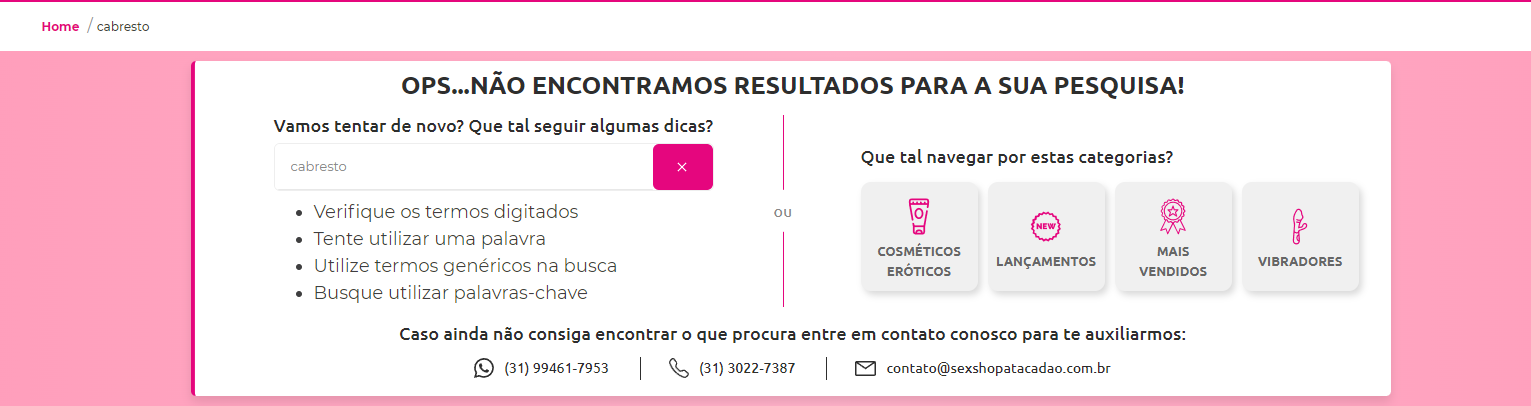 Home / cabresto
OPS...NÃO ENCONTRAMOS RESULTADOS PARA A SUA PESQUISA!
Vamos tentar de novo? Que tal seguir algumas dicas?
cabresto
Verifique os termos digitados
Tente utilizar uma palavra
Utilize termos genéricos na busca
Busque utilizar palavras-chave
OU
Que tal navegar por estas categorias?
COSMÉTICOS
ERÓTICOS
NEW
LANÇAMENTOS
MAIS
VENDIDOS
VIBRADORES
Caso ainda não consiga encontrar o que procura entre em contato conosco para te auxiliarmos:
(31) 99461-7953
(31) 3022-7387
contato@sexshopatacadao.com.br